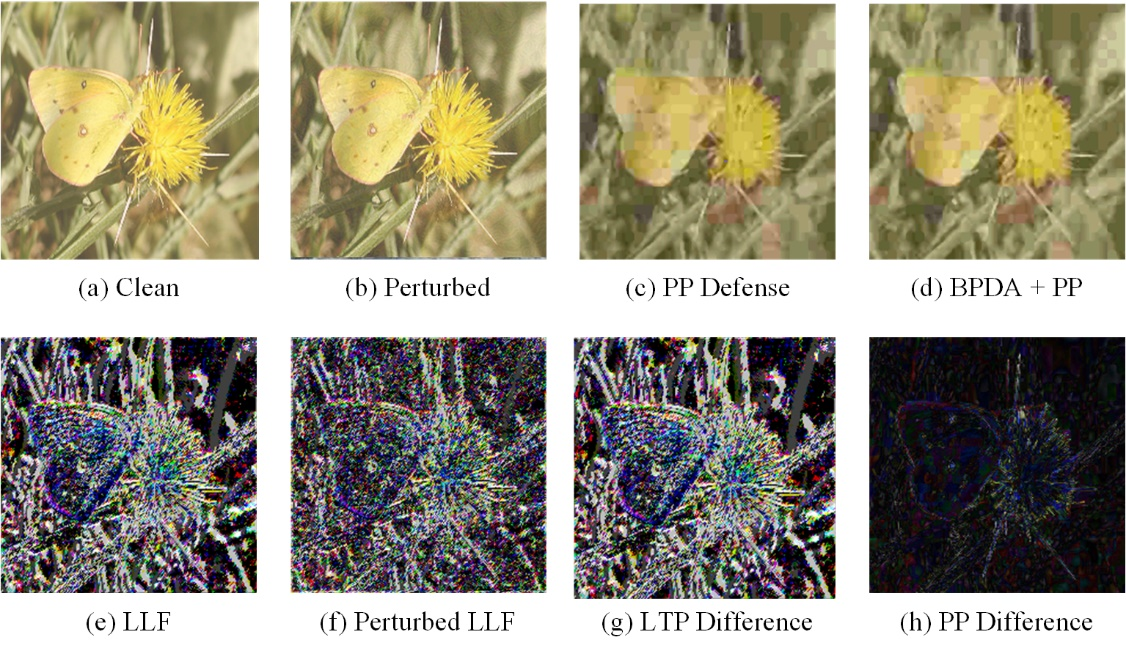 (a) Clean
(b) Perturbed
(c) PP Defense
(d) BPDA + PP
(e) LLF
(f) Perturbed LLF
(g) LTP Difference
(h) PP Difference